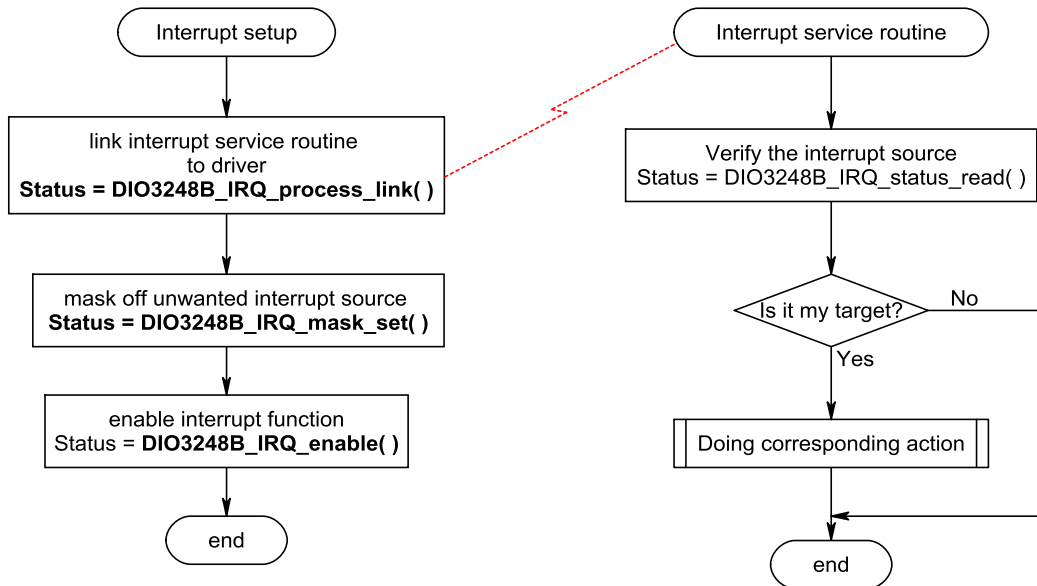 Interrupt setup
link interrupt service routine
to driver
Status = DIO3248B_IRQ_process_link( )
mask off unwanted interrupt source
Status = DIO3248B_IRQ_mask_set( )
enable interrupt function
Status = DIO3248B_IRQ_enable( )
end
Interrupt service routine
Verify the interrupt source
Status = DIO3248B_IRQ_status_read( )
Is it my target?
No
Yes
Doing corresponding action
end